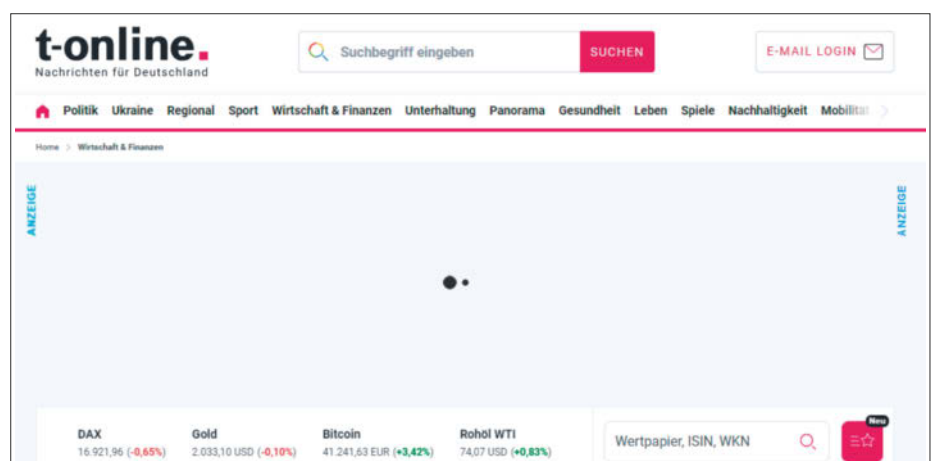 t-online.
Nachrichten für Deutschland
Suchbegriff eingeben
SUCHEN
E-MAIL LOGIN
Politik Ukraine Regional Sport Wirtschaft & Finanzen Unterhaltung Panorama Gesundheit Leben Spiele Nachhaltigkeit Mobilität
Home > Wirtschaft & Finanzen
ANZEIGE
ANZEIGE
DAX Gold Bitcoin Rohöl WTI
16.921,96 (-0,65%) 2.033,10 USD (-0,10%) 41.241,63 EUR (+3,42%) 74,07 USD (+0,83%)
Wertpapier, ISIN, WKN
Neu